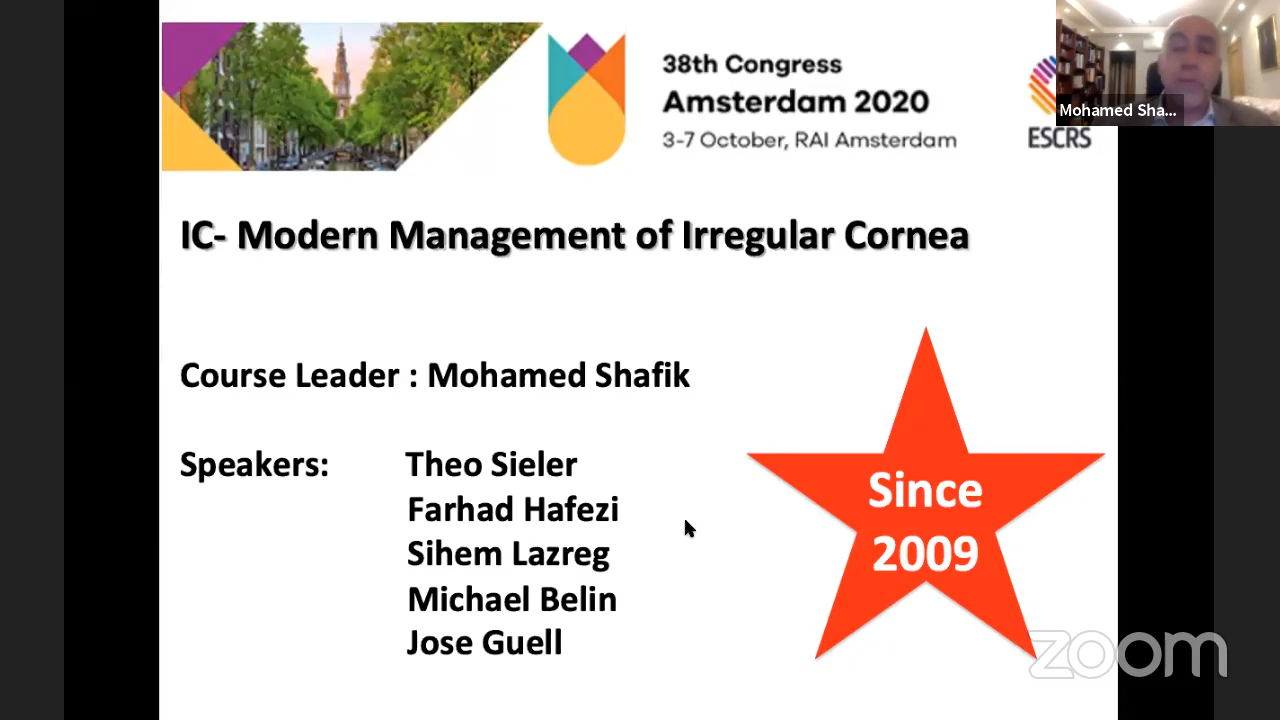 38th Congress
Amsterdam 2020
3-7 October, RAI Amsterdam
ESCRS
Mohamed Sha...
IC- Modern Management of Irregular Cornea
Course Leader : Mohamed Shafik
Speakers: Theo Sieler
Farhad Hafezi
Sihem Lazreg
Michael Belin
Jose Guell
Since
2009
zoom